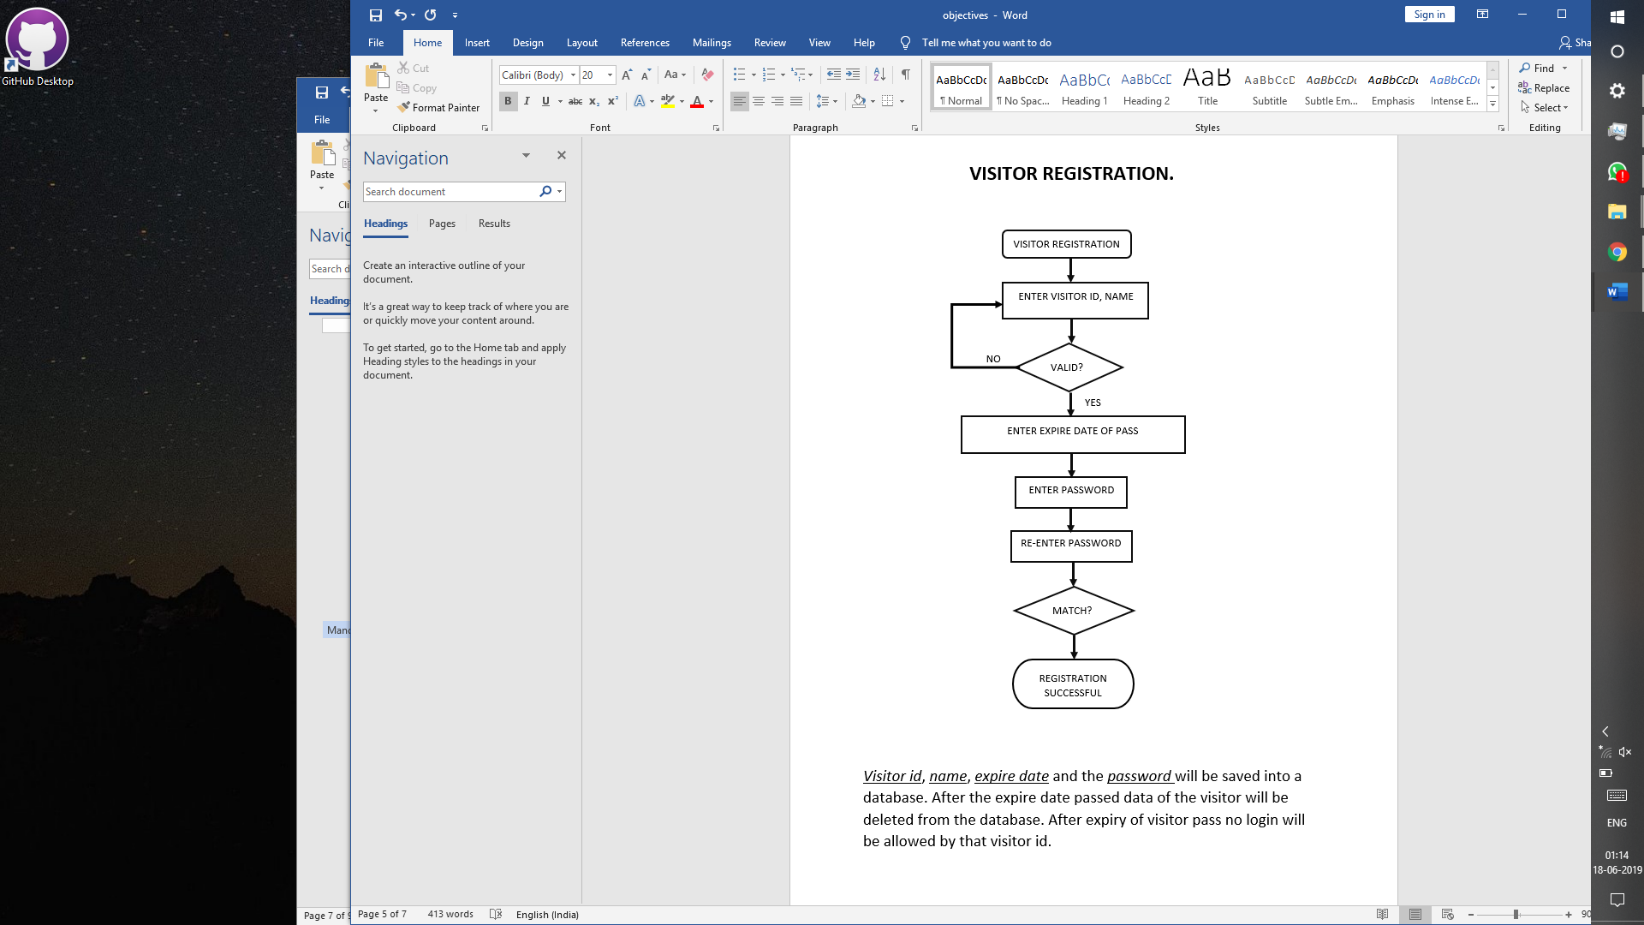 GitHub Desktop
File
Paste
Search d
Page 7 of
objectives - Word
Sign in
File Home Insert Design Layout References Mailings Review View Help Tell me what you want to do
Paste
Cut
Copy
Format Painter
Clipboard
Calibri (Body) 20
Font
Paragraph
AaBbCcDc AaBbCcDc AaBbCc AaBbCcD AaB AaBbCcD AaBbCcDc AaBbCcDc AaBbCcDc
¶ Normal ¶ No Spac... Heading 1 Heading 2 Title Subtitle Subtle Em... Emphasis Intense E...
Styles
Find
Replace
Select
Editing
Navigation
Search document
Headings Pages Results
Create an interactive outline of your
document.
It's a great way to keep track of where you are
or quickly move your content around.
To get started, go to the Home tab and apply
Heading styles to the headings in your
document.
VISITOR REGISTRATION.
VISITOR REGISTRATION
ENTER VISITOR ID, NAME
NO
VALID?
YES
ENTER EXPIRE DATE OF PASS
ENTER PASSWORD
RE-ENTER PASSWORD
MATCH?
REGISTRATION
SUCCESSFUL
Visitor id, name, expire date and the password will be saved into a
database. After the expire date passed data of the visitor will be
deleted from the database. After expiry of visitor pass no login will
be allowed by that visitor id.
Page 5 of 7 413 words English (India)
ENG
01:14
18-06-2019